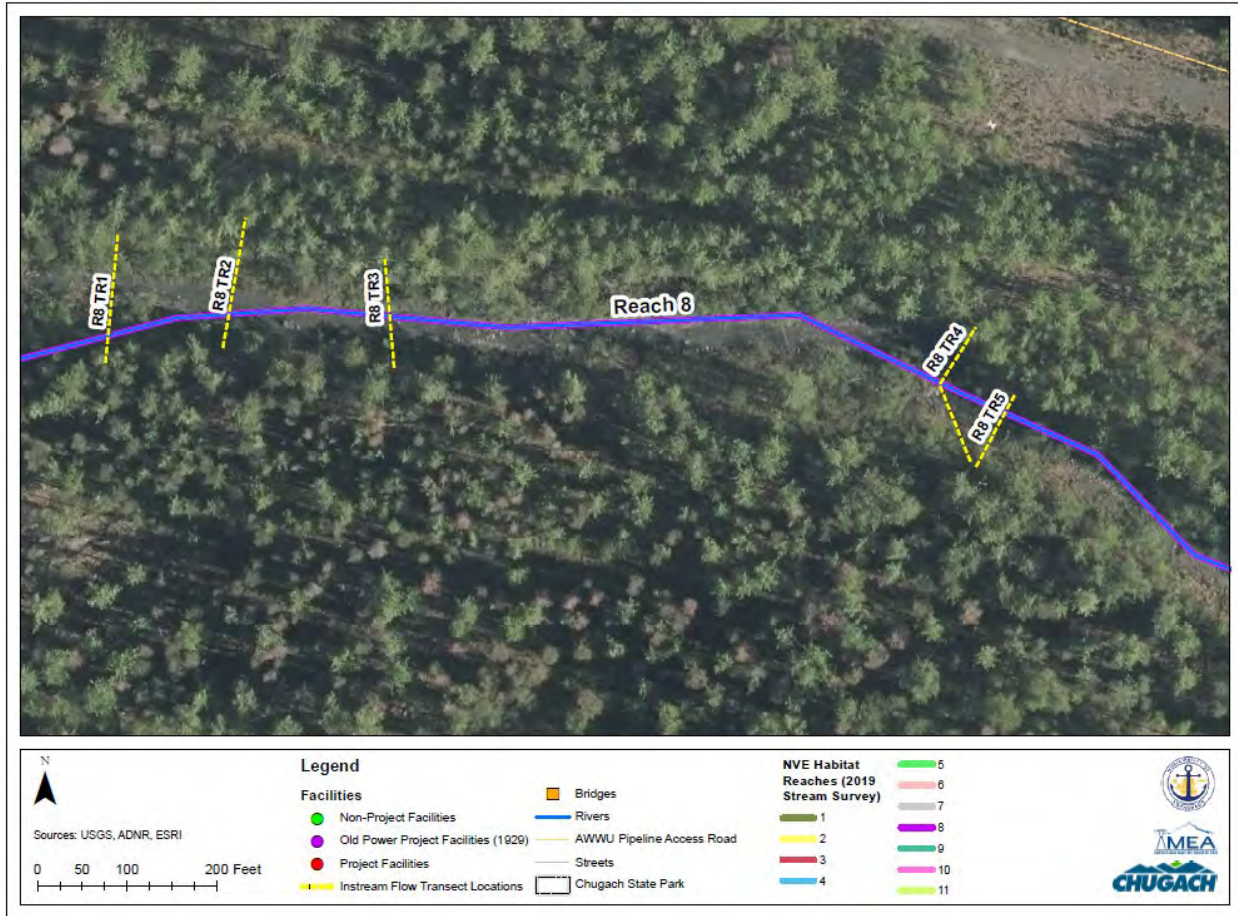 R8 TR1
R8 TR2
R8 TR3
Reach 8
R8 TR4
R8 TR5
N
Sources: USGS, ADNR, ESRI
0 50 100 200 Feet
Legend
Facilities
Non-Project Facilities
Old Power Project Facilities (1929)
Project Facilities
Instream Flow Transect Locations
Bridges
Rivers
AWWU Pipeline Access Road
Streets
Chugach State Park
NVE Habitat
Reaches (2019
Stream Survey)
1
2
3
4
5
6
7
8
9
10
11
MEA
CHUGACH